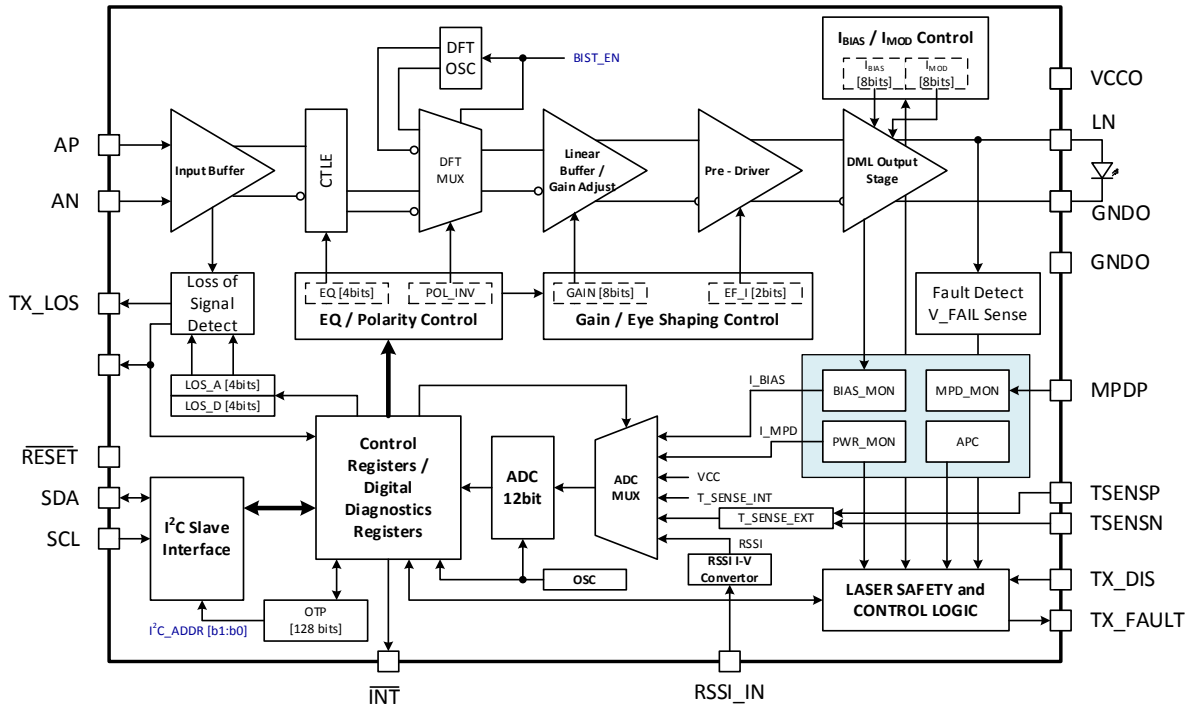 DFT
OSC
BIST_EN
I_BIAS / I_MOD Control
I_BIAS
[8bits]
I_MOD
[8bits]
VCCO
LN
AP
AN
Input Buffer
CTLE
DFT
MUX
Linear
Buffer /
Gain Adjust
Pre - Driver
DML Output
Stage
GNDO
GNDO
TX_LOS
Loss of
Signal
Detect
EQ [4bits]
POL_INV
EQ / Polarity Control
GAIN [8bits]
EF_I [2bits]
Gain / Eye Shaping Control
Fault Detect
V_FAIL Sense
LOS_A [4bits]
LOS_D [4bits]
I_BIAS
BIAS_MON
MPD_MON
MPDP
I_MPD
PWR_MON
APC
RESET
SDA
SCL
I²C Slave
Interface
Control
Registers /
Digital
Diagnostics
Registers
ADC
12bit
ADC
MUX
VCC
T_SENSE_INT
T_SENSE_EXT
TSENSP
TSENSN
RSSI
RSSI I-V
Convertor
OSC
OTP
[128 bits]
I²C_ADDR [b1:b0]
LASER SAFETY and
CONTROL LOGIC
TX_DIS
TX_FAULT
INT
RSSI_IN